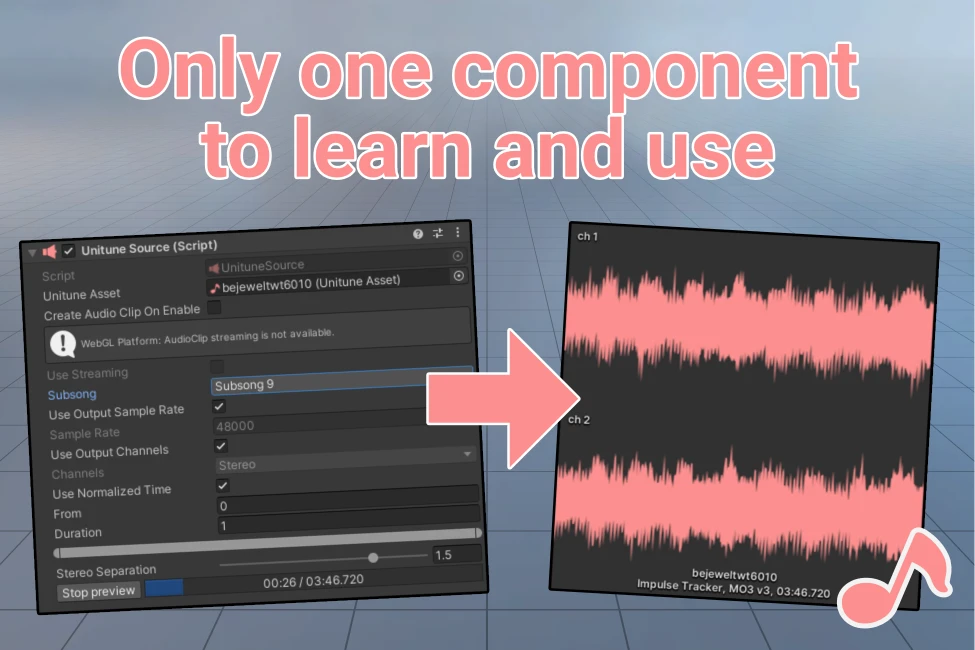 Only one component
to learn and use
Unitune Source (Script)
Script
UnituneSource
Unitune Asset
bejeweltwt6010 (Unitune Asset)
Create Audio Clip On Enable
WebGL Platform: AudioClip streaming is not available.
Use Streaming
Subsong
Subsong 9
Use Output Sample Rate
Sample Rate
48000
Use Output Channels
Channels
Stereo
Use Normalized Time
From
0
Duration
1
Stereo Separation
1.5
Stop preview
00:26 / 03:46.720
ch 1
ch 2
bejeweltwt6010
Impulse Tracker, MO3 v3, 03:46.720